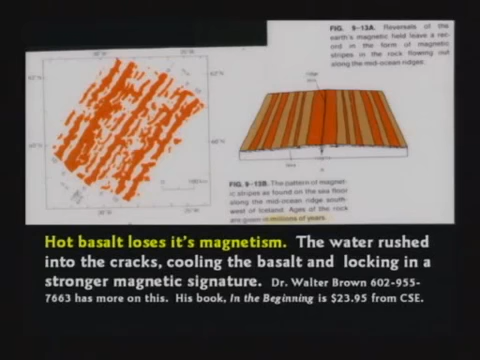 FIG. 9-13A. Reversals of the
earth's magnetic field leave a rec-
ord in the form of magnetic
stripes in the rock flowing out
along the mid-ocean ridges.
FIG. 9-13B. The pattern of magnet-
ic stripes as found on the sea floor
along the mid-ocean ridge south-
west of Iceland. Ages of the rock
are given in millions of years.
Hot basalt loses it's magnetism. The water rushed
into the cracks, cooling the basalt and locking in a
stronger magnetic signature. Dr. Walter Brown 602-955-
7663 has more on this. His book, In the Beginning is $23.95 from CSE.